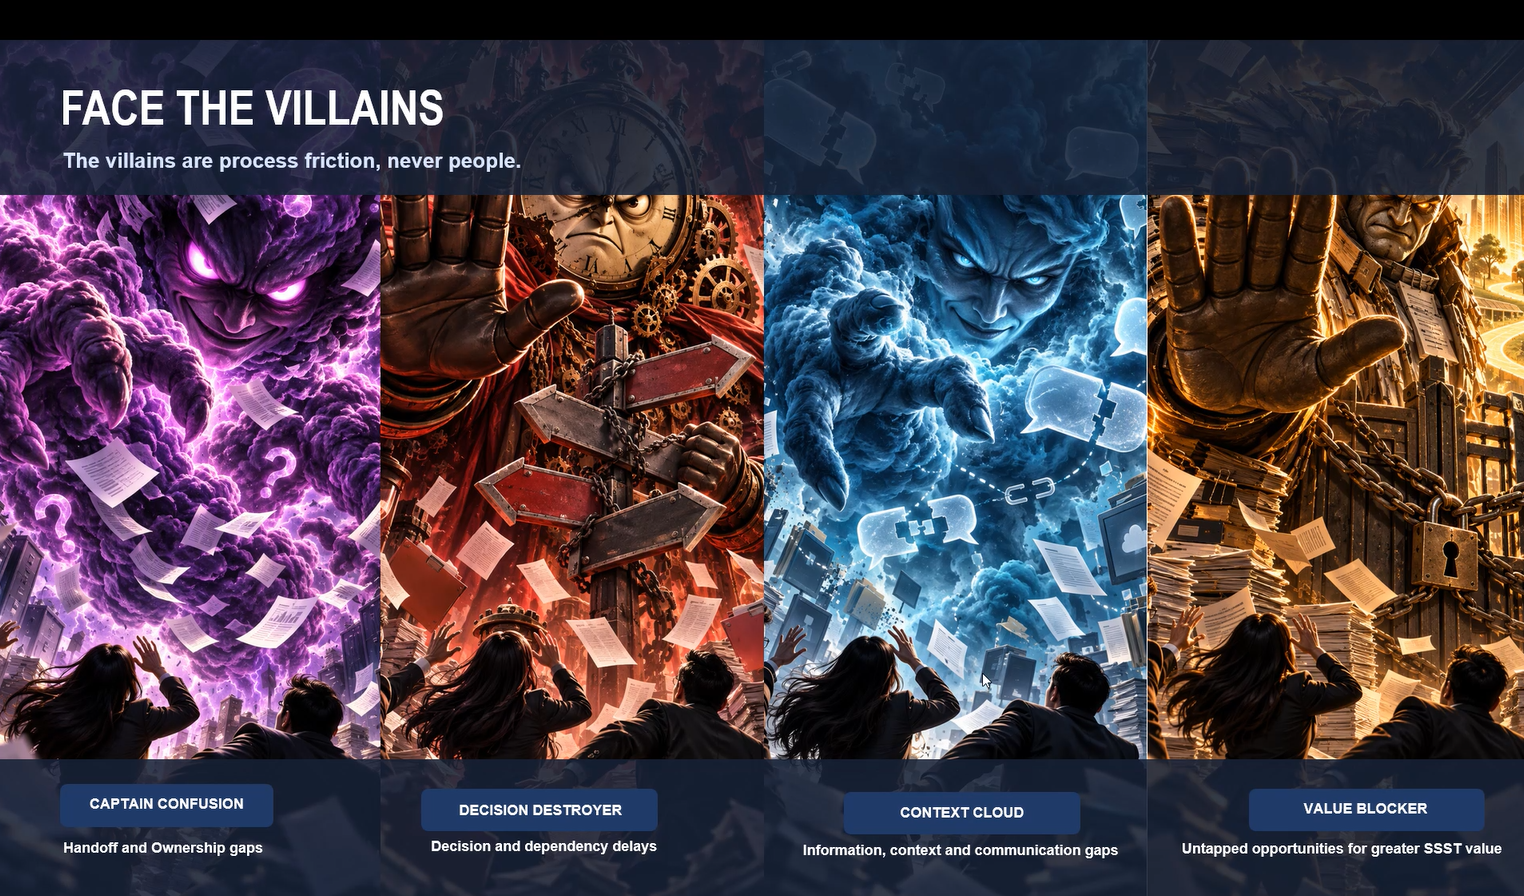 FACE THE VILLAINS
The villains are process friction, never people.
CAPTAIN CONFUSION
Handoff and Ownership gaps
DECISION DESTROYER
Decision and dependency delays
CONTEXT CLOUD
Information, context and communication gaps
VALUE BLOCKER
Untapped opportunities for greater SSST value